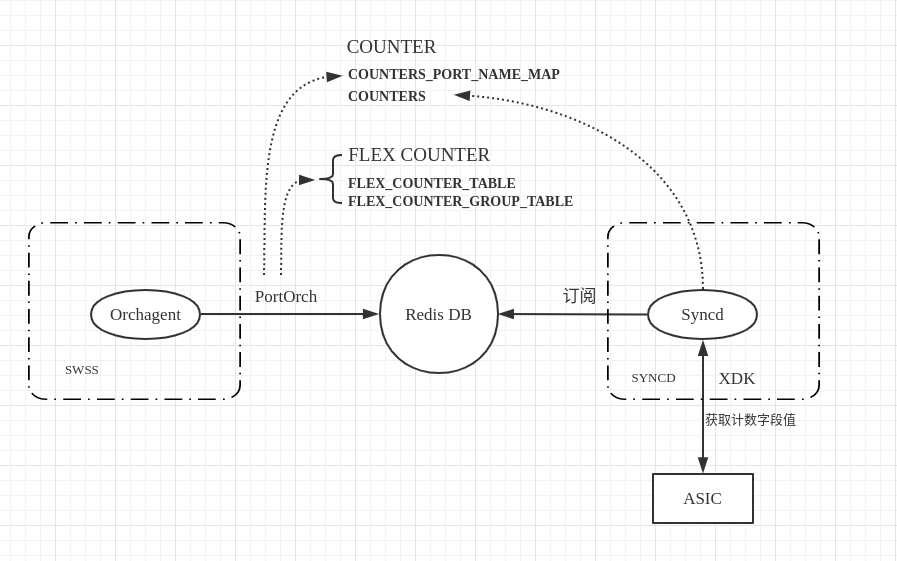 COUNTER
COUNTERS_PORT_NAME_MAP
COUNTERS
FLEX COUNTER
FLEX_COUNTER_TABLE
FLEX_COUNTER_GROUP_TABLE
PortOrch
订阅
Orchagent
Redis DB
Syncd
SWSS
SYNCD
XDK
获取计数字段值
ASIC